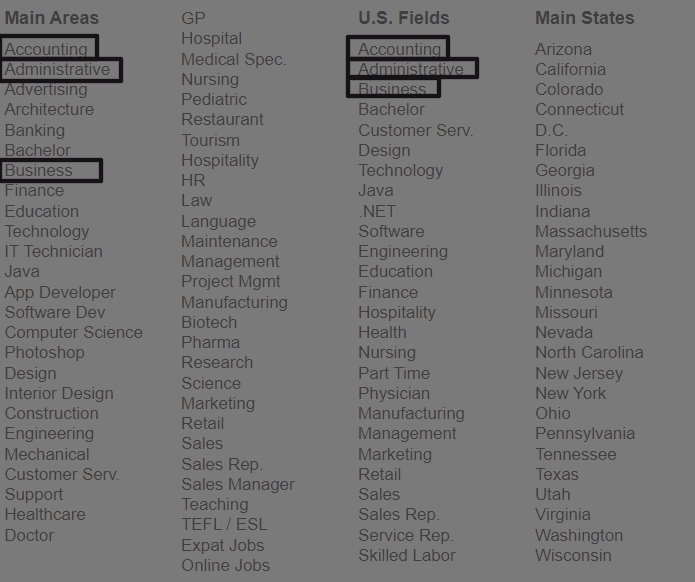 Main Areas
Accounting
Administrative
Advertising
Architecture
Banking
Bachelor
Business
Finance
Education
Technology
IT Technician
Java
App Developer
Software Dev
Computer Science
Photoshop
Design
Interior Design
Construction
Engineering
Mechanical
Customer Serv.
Support
Healthcare
Doctor
GP
Hospital
Medical Spec.
Nursing
Pediatric
Restaurant
Tourism
Hospitality
HR
Law
Language
Maintenance
Management
Project Mgmt
Manufacturing
Biotech
Pharma
Research
Science
Marketing
Retail
Sales
Sales Rep.
Sales Manager
Teaching
TEFL / ESL
Expat Jobs
Online Jobs
U.S. Fields
Accounting
Administrative
Business
Bachelor
Customer Serv.
Design
Technology
Java
.NET
Software
Engineering
Education
Finance
Hospitality
Health
Nursing
Part Time
Physician
Manufacturing
Management
Marketing
Retail
Sales
Sales Rep.
Service Rep.
Skilled Labor
Main States
Arizona
California
Colorado
Connecticut
D.C.
Florida
Georgia
Illinois
Indiana
Massachusetts
Maryland
Michigan
Minnesota
Missouri
Nevada
North Carolina
New Jersey
New York
Ohio
Pennsylvania
Tennessee
Texas
Utah
Virginia
Washington
Wisconsin